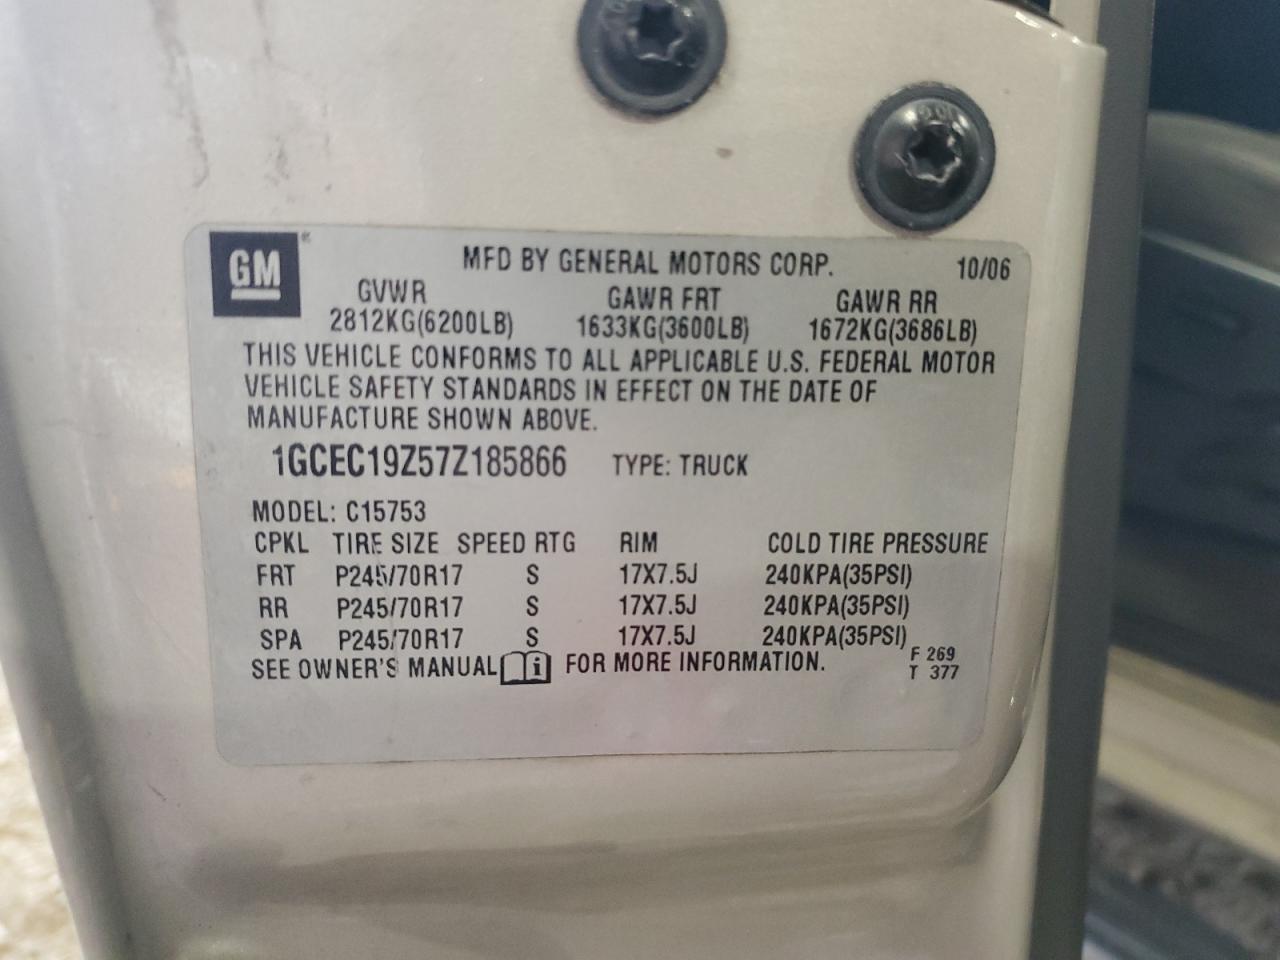 GM®
MFD BY GENERAL MOTORS CORP. 10/06
GVWR GAWR FRT GAWR RR
2812KG(6200LB) 1633KG(3600LB) 1672KG(3686LB)
THIS VEHICLE CONFORMS TO ALL APPLICABLE U.S. FEDERAL MOTOR
VEHICLE SAFETY STANDARDS IN EFFECT ON THE DATE OF
MANUFACTURE SHOWN ABOVE.
1GCEC19Z57Z185866 TYPE: TRUCK
MODEL: C15753
CPKL TIRE SIZE SPEED RTG RIM COLD TIRE PRESSURE
FRT P245/70R17 S 17X7.5J 240KPA(35PSI)
RR P245/70R17 S 17X7.5J 240KPA(35PSI)
SPA P245/70R17 S 17X7.5J 240KPA(35PSI)
SEE OWNER'S MANUAL i FOR MORE INFORMATION.
F 269
T 377